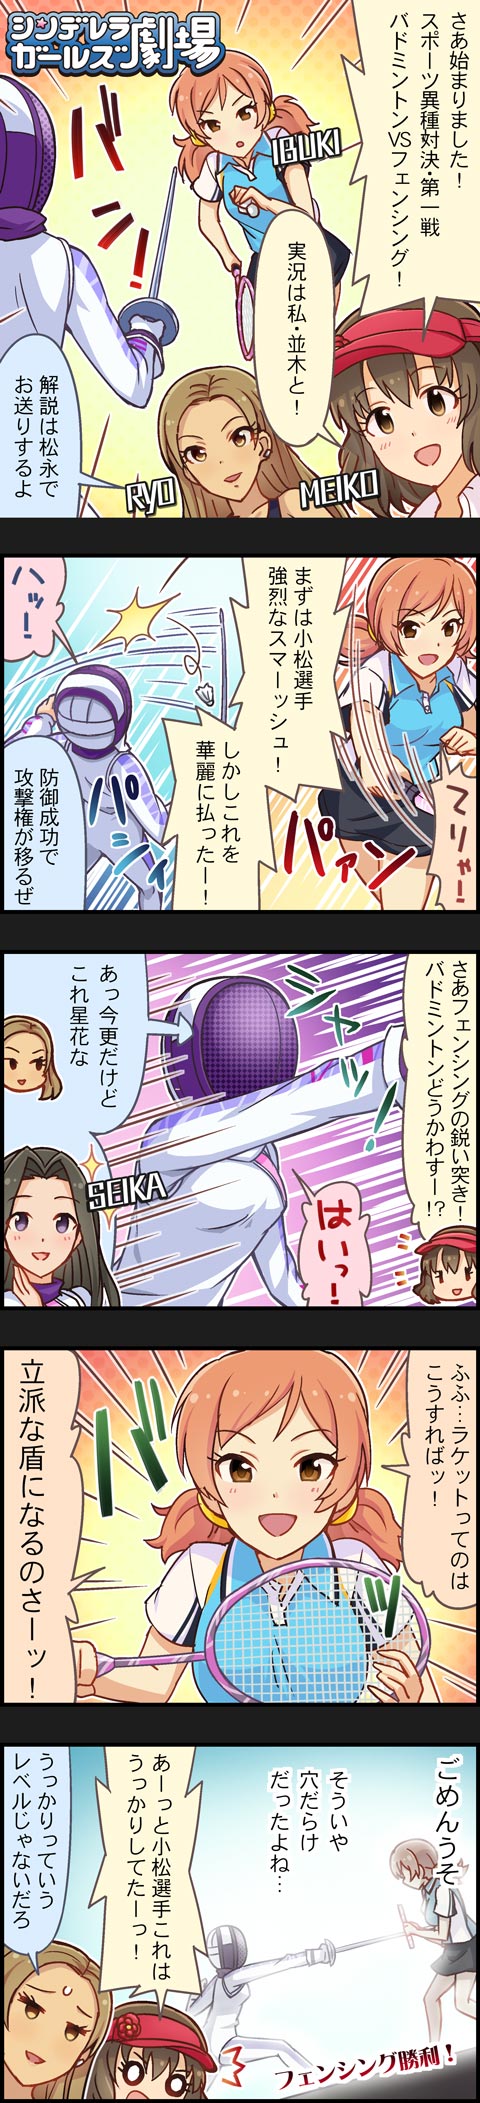 シンデレラ
ガールズ劇場
さあ始まりました！
スポーツ異種対決・第一戦
バドミントンVSフェンシング！
IBUKI
実況は私・並木と！
MEIKO
RYO
解説は松永で
お送りするよ
てりゃー！
パァン
まずは小松選手
強烈なスマーッシュ！
しかしこれを
華麗に払ったー！
ハッ！
パシィ
防御成功で
攻撃権が移るぜ
さあフェンシングの鋭い突き！
バドミントンどうかわすー!?
シャッ
はいっ！
あっ今更だけど
これ星花な
SEIKA
ふふ…ラケットってのは
こうすればッ！
バッ
立派な盾になるのさーッ！
ごめんうそ
そういや
穴だらけ
だったよね…
あーっと小松選手これは
うっかりしてたーっ！
うっかりっていう
レベルじゃないだろ
フェンシング勝利！